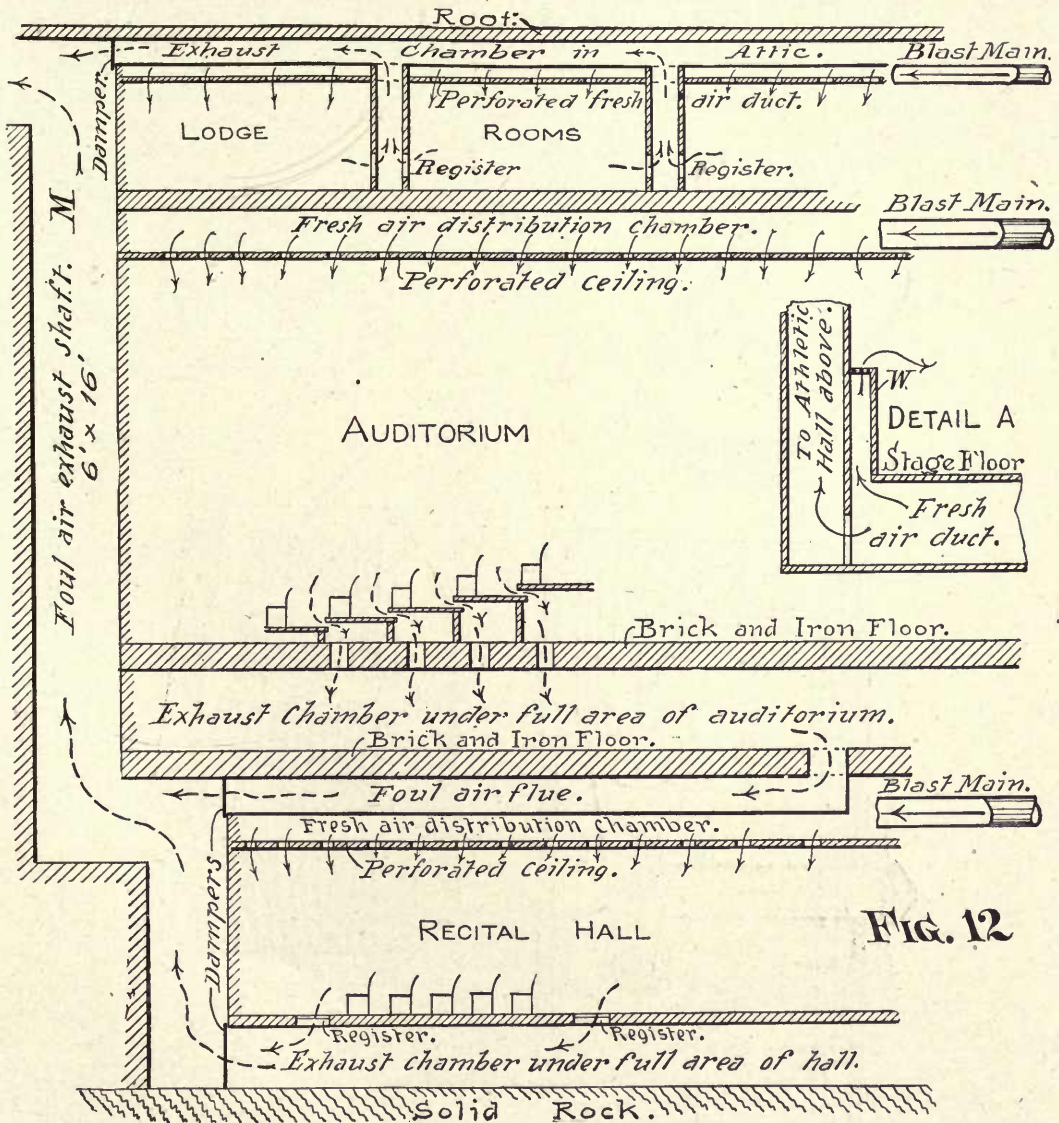 Roof:
Exhaust Chamber in Attic.
Blast Main.
Damper.
Perforated fresh air duct.
LODGE ROOMS
Register
Register.
Blast Main.
Fresh air distribution chamber.
Perforated ceiling.
Foul air exhaust shaft. M
6' x 16'
To Athletic
Hall above.
W.
DETAIL A
Stage Floor
Fresh
air duct.
AUDITORIUM
Brick and Iron Floor.
Exhaust Chamber under full area of auditorium.
Brick and Iron Floor.
Foul air flue.
Blast Main.
Fresh air distribution chamber.
Perforated ceiling.
Dampers
RECITAL HALL
FIG. 12
Register.
Register.
Exhaust chamber under full area of hall.
Solid Rock.